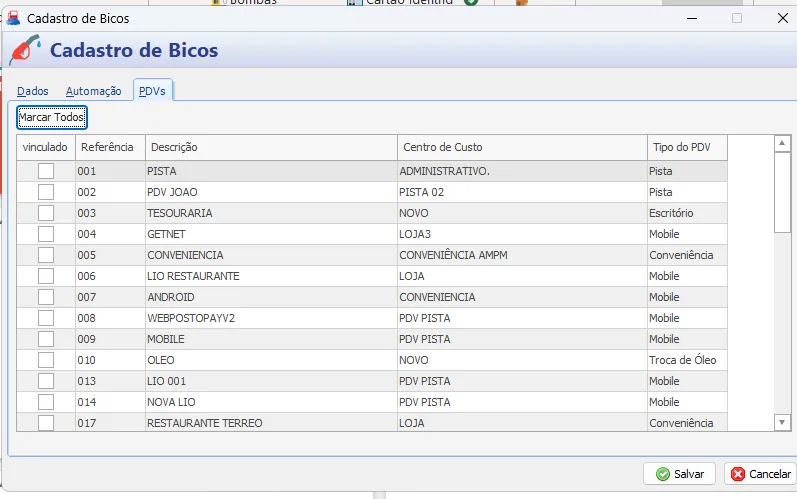 Bombas Cartão Identfid
Cadastro de Bicos
Cadastro de Bicos
Dados Automação PDVs
Marcar Todos
vinculado Referência Descrição Centro de Custo Tipo do PDV
001 PISTA ADMINISTRATIVO. Pista
002 PDV JOAO PISTA 02 Pista
003 TESOURARIA NOVO Escritório
004 GETNET LOJA3 Mobile
005 CONVENIENCIA CONVENIÊNCIA AMPM Conveniência
006 LIO RESTAURANTE LOJA Mobile
007 ANDROID CONVENIENCIA Mobile
008 WEBPOSTOPAYV2 PDV PISTA Mobile
009 MOBILE PDV PISTA Mobile
010 OLEO NOVO Troca de Óleo
013 LIO 001 PDV PISTA Mobile
014 NOVA LIO PDV PISTA Mobile
017 RESTAURANTE TERREO LOJA Conveniência
Salvar Cancelar